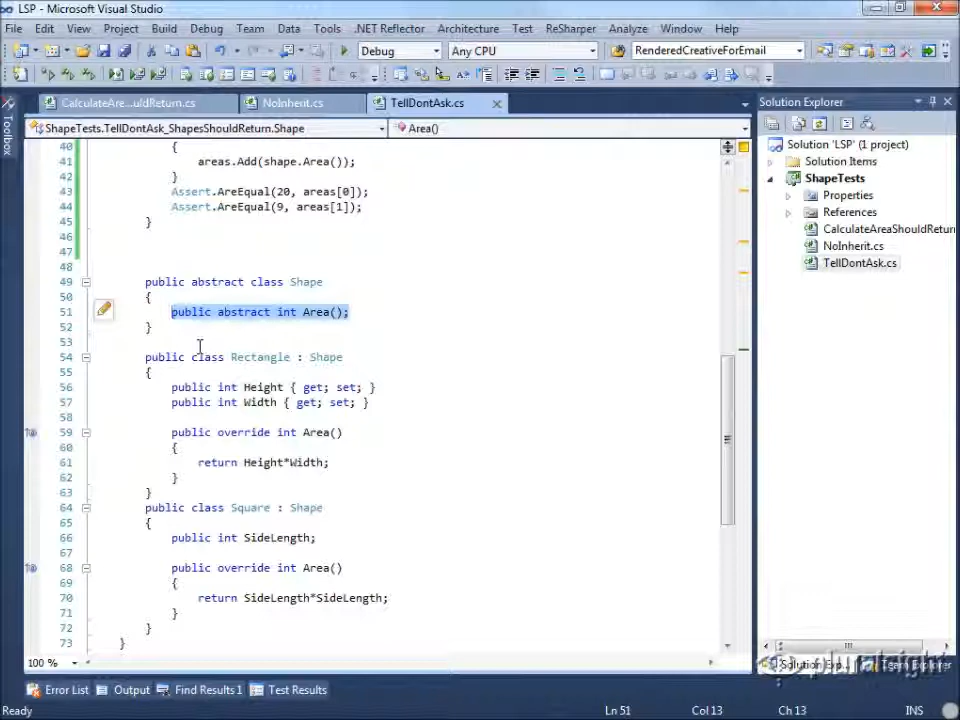 LSP - Microsoft Visual Studio
File Edit View Project Build Debug Team Data Tools .NET Reflector Architecture Test ReSharper Analyze Window Help
Debug Any CPU RenderedCreativeForEmail
CalculateAre...uldReturn.cs NoInherit.cs TellDontAsk.cs
Solution Explorer
Toolbox
ShapeTests.TellDontAsk_ShapesShouldReturn.Shape Area()
40 {
41 areas.Add(shape.Area());
42 }
43 Assert.AreEqual(20, areas[0]);
44 Assert.AreEqual(9, areas[1]);
45 }
46
47
48
49 public abstract class Shape
50 {
51 public abstract int Area();
52 }
53
54 public class Rectangle : Shape
55 {
56 public int Height { get; set; }
57 public int Width { get; set; }
58
59 public override int Area()
60 {
61 return Height*Width;
62 }
63 }
64 public class Square : Shape
65 {
66 public int SideLength;
67
68 public override int Area()
69 {
70 return SideLength*SideLength;
71 }
72 }
73 }
Solution 'LSP' (1 project)
Solution Items
ShapeTests
Properties
References
CalculateAreaShouldReturn
NoInherit.cs
TellDontAsk.cs
100 %
Solution Exp... Team Explorer
pluralsight
Error List Output Find Results 1 Test Results
Ready Ln 51 Col 13 Ch 13 INS